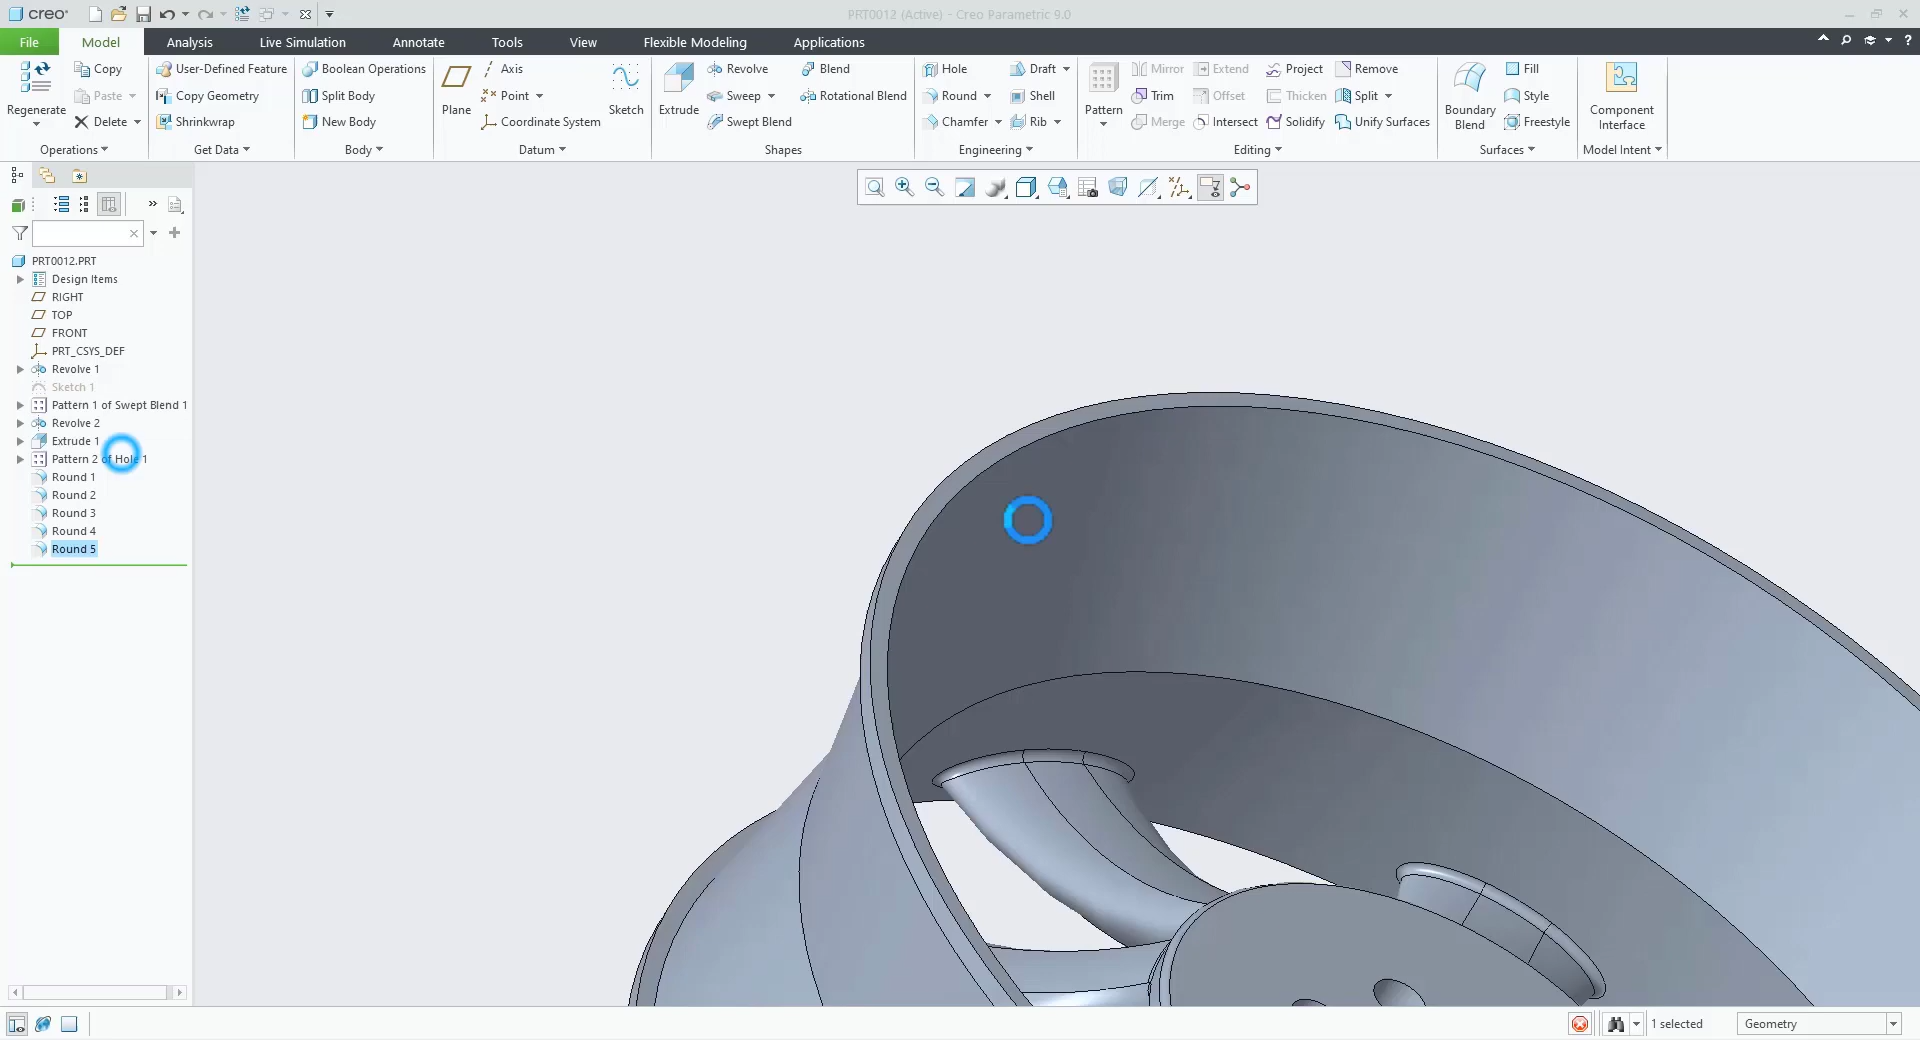 creo
PRT0012 (Active) - Creo Parametric 9.0
File Model Analysis Live Simulation Annotate Tools View Flexible Modeling Applications
Regenerate Copy Paste Delete Operations
User-Defined Feature Copy Geometry Shrinkwrap Get Data
Boolean Operations Split Body New Body Body
Plane Axis Point Coordinate System Sketch Datum
Extrude Revolve Sweep Swept Blend Blend Rotational Blend Shapes
Hole Round Chamfer Draft Shell Rib Engineering
Pattern Mirror Trim Merge Extend Offset Intersect Project Thicken Solidify Remove Split Unify Surfaces Editing
Boundary Blend Fill Style Freestyle Surfaces
Component Interface Model Intent
PRT0012.PRT
Design Items
RIGHT
TOP
FRONT
PRT_CSYS_DEF
Revolve 1
Sketch 1
Pattern 1 of Swept Blend 1
Revolve 2
Extrude 1
Pattern 2 of Hole 1
Round 1
Round 2
Round 3
Round 4
Round 5
1 selected
Geometry